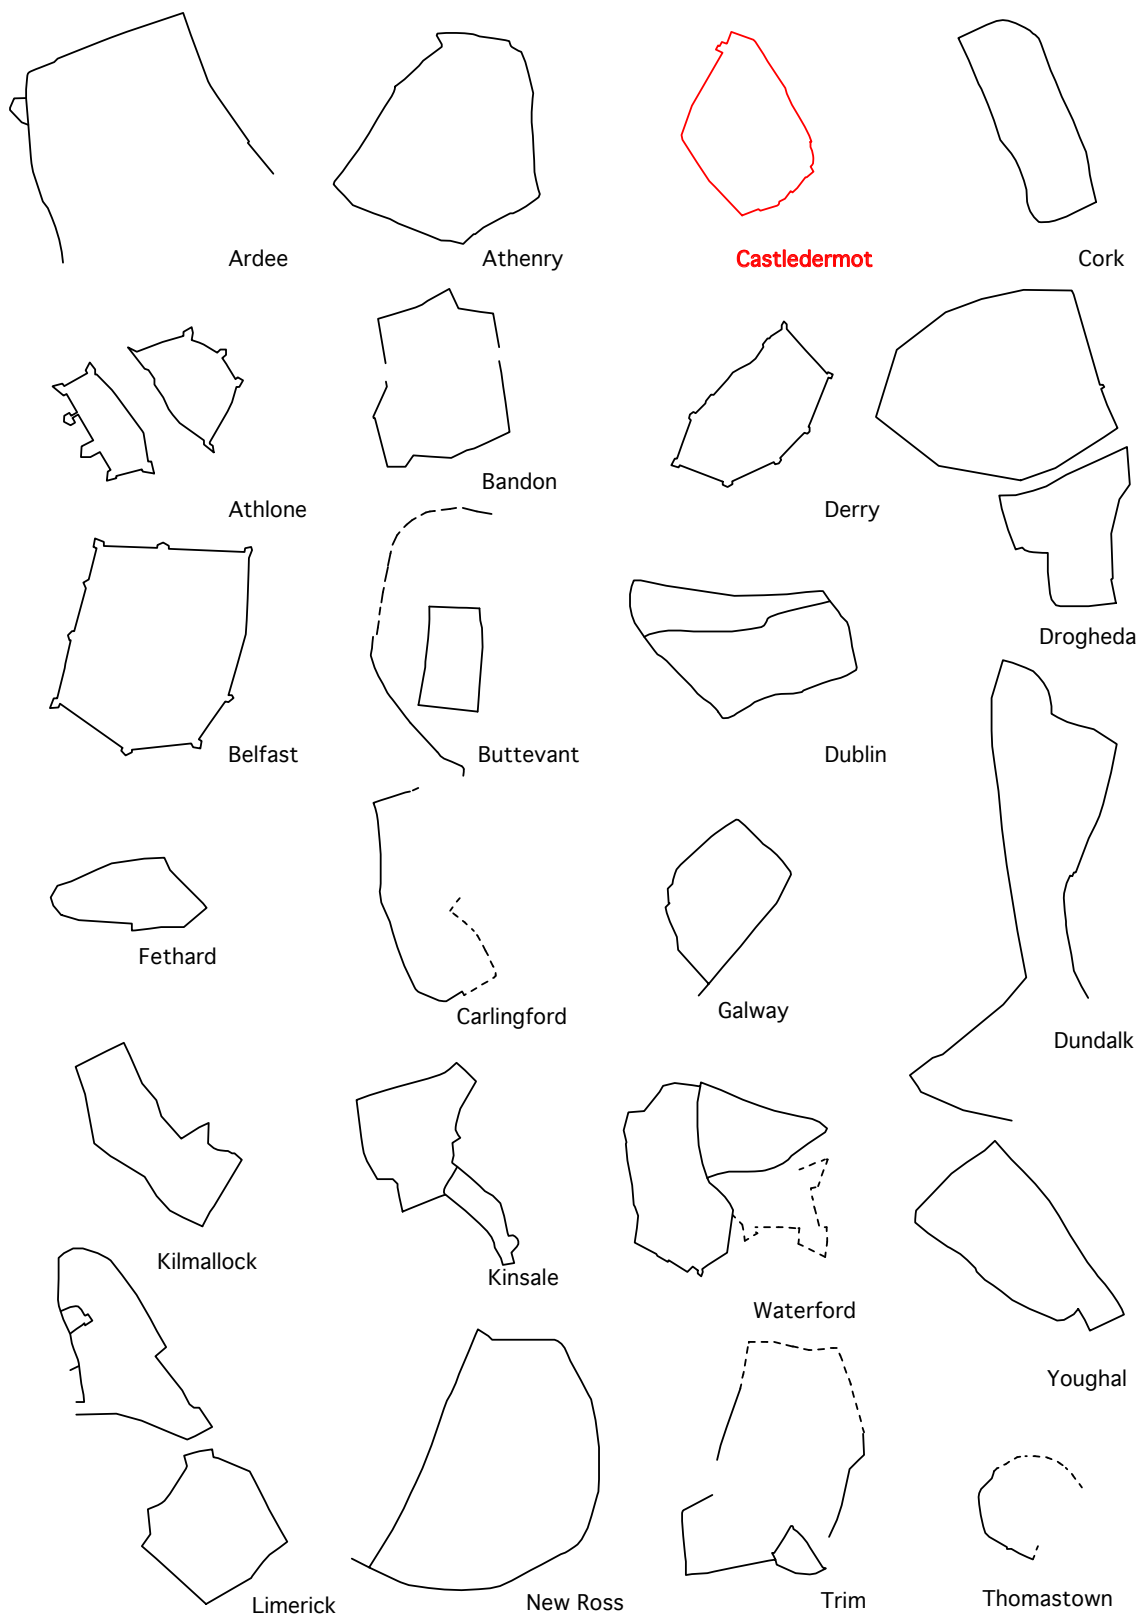 Ardee
Athenry
Castledermot
Cork
Athlone
Bandon
Derry
Drogheda
Belfast
Buttevant
Dublin
Fethard
Carlingford
Galway
Dundalk
Kilmallock
Kinsale
Waterford
Youghal
Limerick
New Ross
Trim
Thomastown